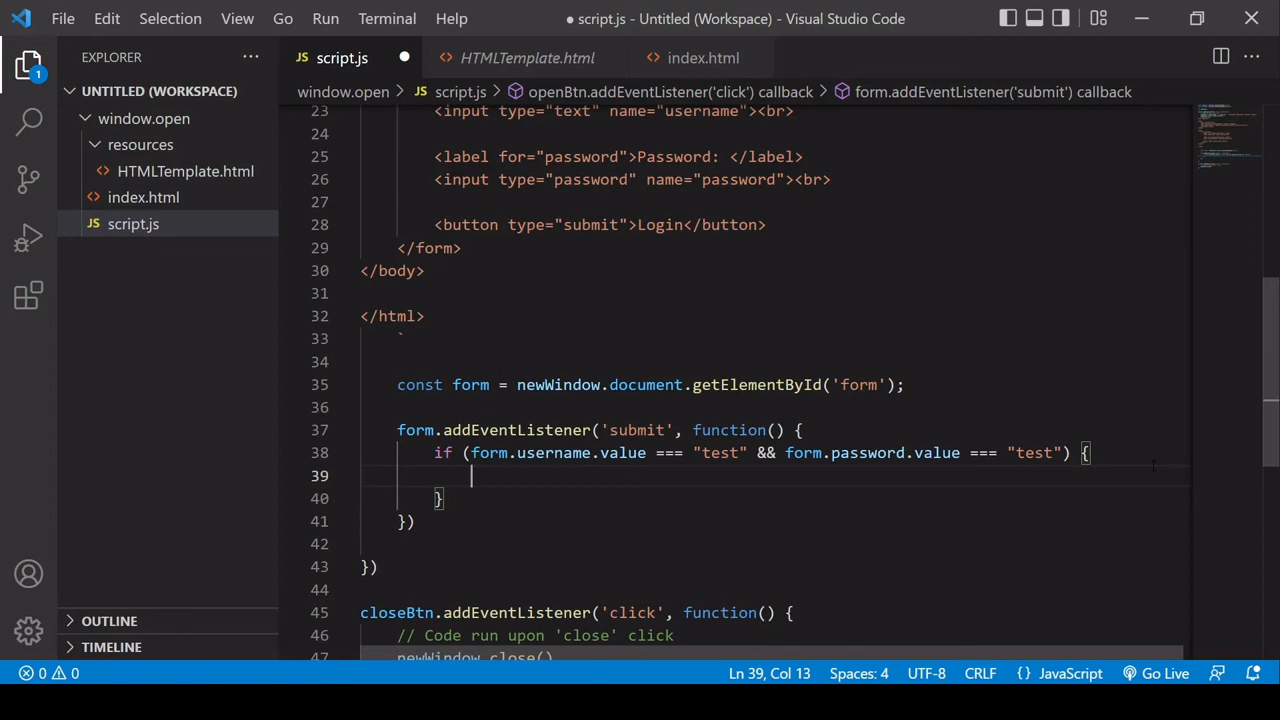 File Edit Selection View Go Run Terminal Help
● script.js - Untitled (Workspace) - Visual Studio Code
EXPLORER ···
JS script.js ●
<> HTMLTemplate.html
<> index.html
···
1
UNTITLED (WORKSPACE)
window.open
resources
<> HTMLTemplate.html
<> index.html
JS script.js
OUTLINE
TIMELINE
window.open > JS script.js > openBtn.addEventListener('click') callback > form.addEventListener('submit') callback
23 <input type="text" name="username"><br>
24
25 <label for="password">Password: </label>
26 <input type="password" name="password"><br>
27
28 <button type="submit">Login</button>
29 </form>
30 </body>
31
32 </html>
33 `
34
35 const form = newWindow.document.getElementById('form');
36
37 form.addEventListener('submit', function() {
38 if (form.username.value === "test" && form.password.value === "test") {
39
40 }
41 })
42
43 })
44
45 closeBtn.addEventListener('click', function() {
46 // Code run upon 'close' click
47 newWindow.close()
0 0 Ln 39, Col 13 Spaces: 4 UTF-8 CRLF {} JavaScript Go Live